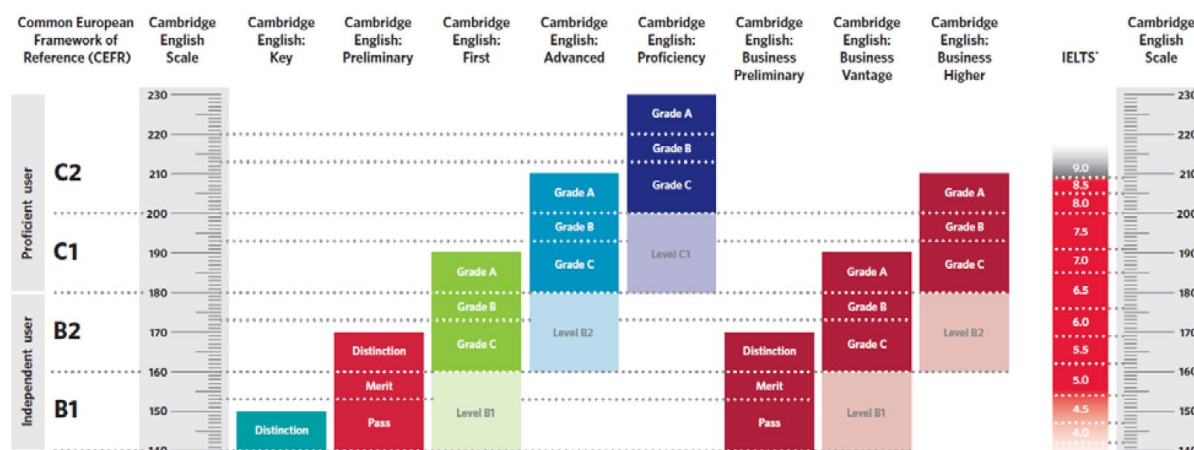 Common European
Framework of
Reference (CEFR)
Cambridge
English
Scale
Cambridge
English:
Key
Cambridge
English:
Preliminary
Cambridge
English:
First
Cambridge
English:
Advanced
Cambridge
English:
Proficiency
Cambridge
English:
Business
Preliminary
Cambridge
English:
Business
Vantage
Cambridge
English:
Business
Higher
IELTS*
Cambridge
English
Scale
Proficient user
C2
C1
Independent user
B2
B1
230
220
210
200
190
180
170
160
150
140
Distinction
Distinction
Merit
Pass
Grade A
Grade B
Grade C
Level B1
Grade A
Grade B
Grade C
Level B2
Grade A
Grade B
Grade C
Level C1
Distinction
Merit
Pass
Grade A
Grade B
Grade C
Level B1
Grade A
Grade B
Grade C
Level B2
9.0
8.5
8.0
7.5
7.0
6.5
6.0
5.5
5.0
4.5
4.0
230
220
210
200
190
180
170
160
150
140